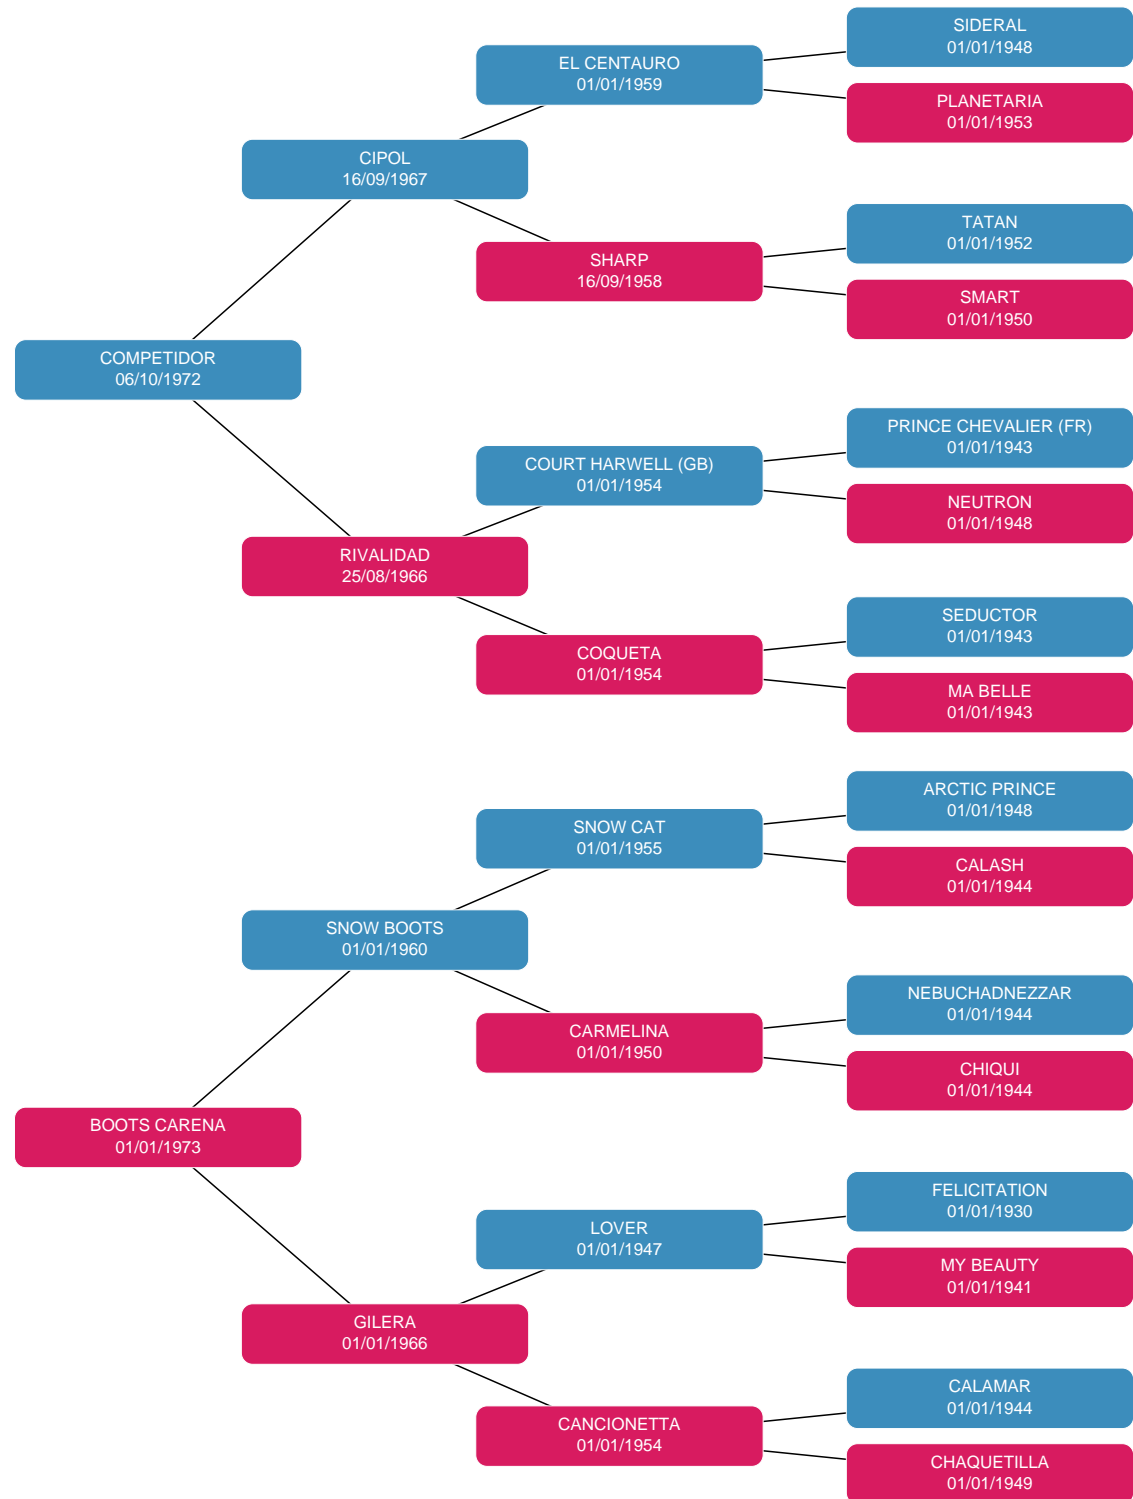 SIDERAL
01/01/1948
EL CENTAURO
01/01/1959
PLANETARIA
01/01/1953
CIPOL
16/09/1967
TATAN
01/01/1952
SHARP
16/09/1958
SMART
01/01/1950
COMPETIDOR
06/10/1972
PRINCE CHEVALIER (FR)
01/01/1943
COURT HARWELL (GB)
01/01/1954
NEUTRON
01/01/1948
RIVALIDAD
25/08/1966
SEDUCTOR
01/01/1943
COQUETA
01/01/1954
MA BELLE
01/01/1943
ARCTIC PRINCE
01/01/1948
SNOW CAT
01/01/1955
CALASH
01/01/1944
SNOW BOOTS
01/01/1960
NEBUCHADNEZZAR
01/01/1944
CARMELINA
01/01/1950
CHIQUI
01/01/1944
BOOTS CARENA
01/01/1973
FELICITATION
01/01/1930
LOVER
01/01/1947
MY BEAUTY
01/01/1941
GILERA
01/01/1966
CALAMAR
01/01/1944
CANCIONETTA
01/01/1954
CHAQUETILLA
01/01/1949